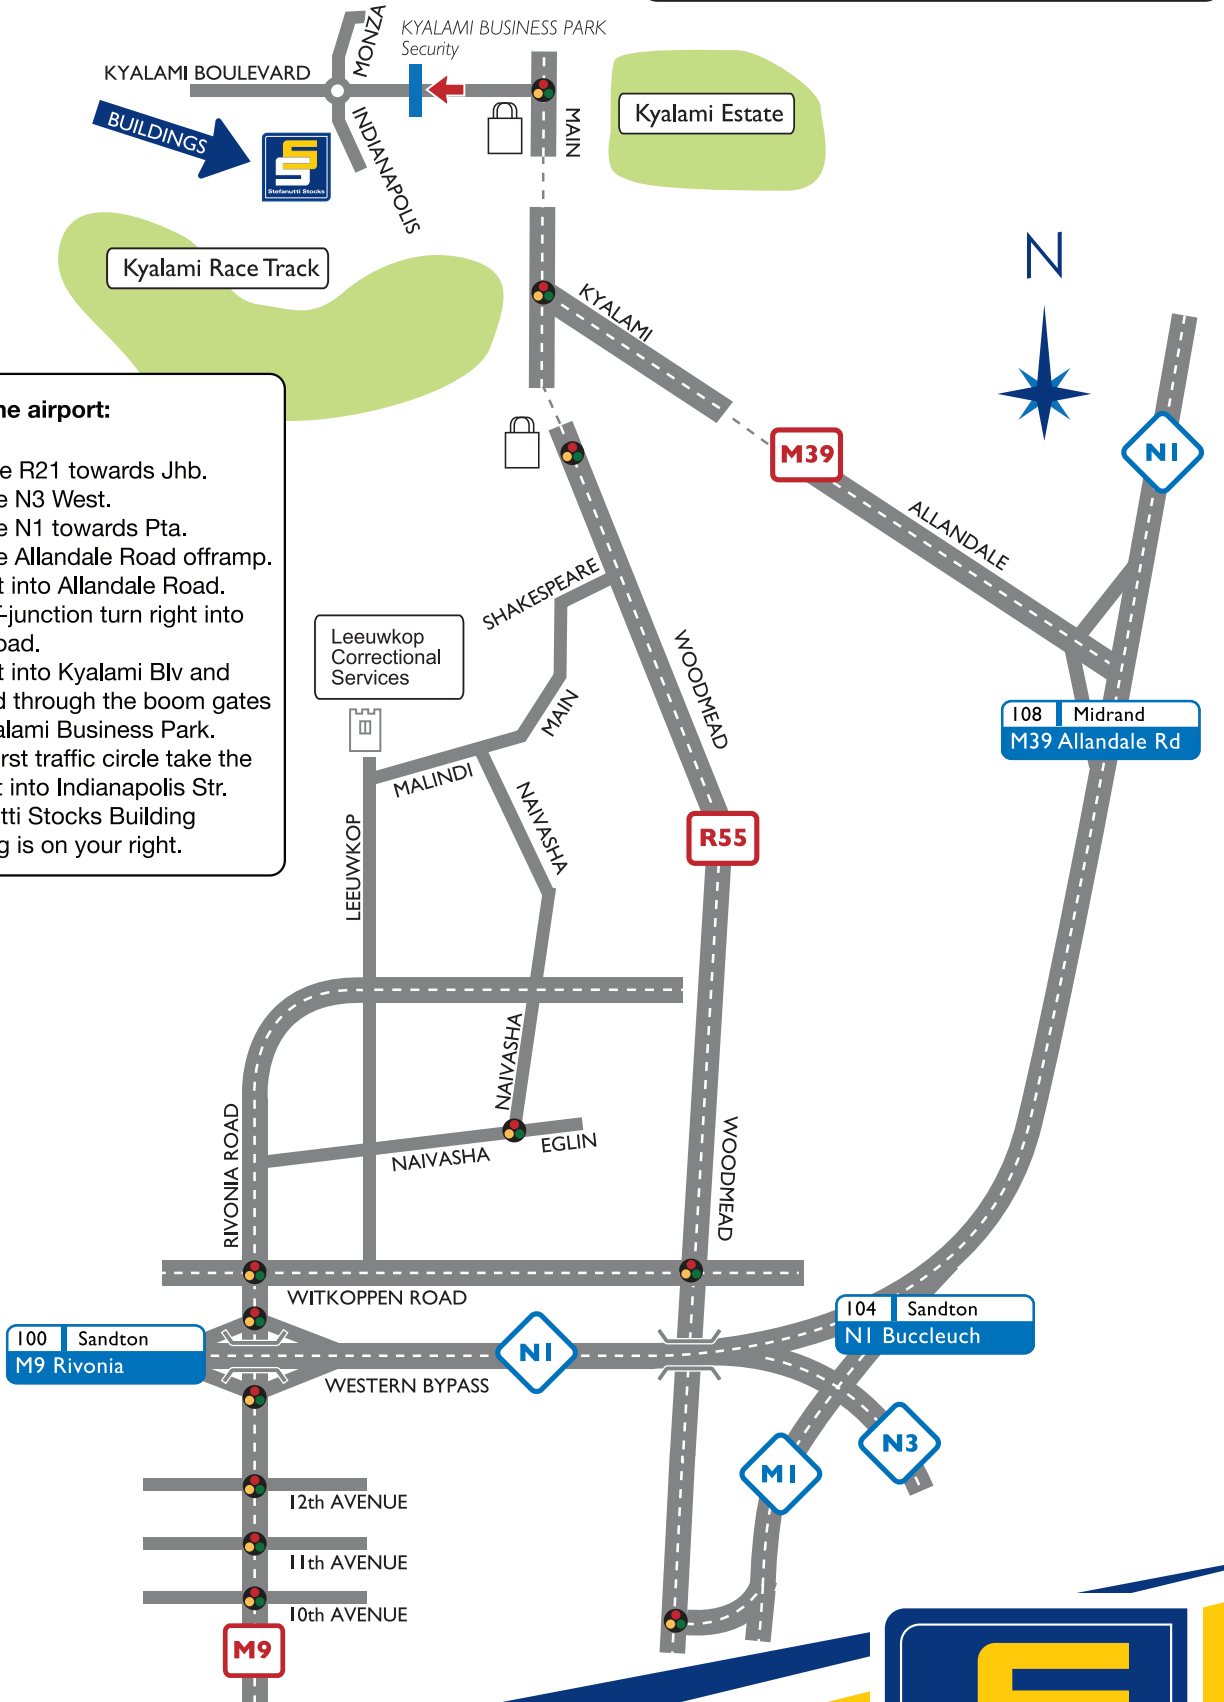 MONZA
KYALAMI BUSINESS PARK
Security
KYALAMI BOULEVARD
BUILDINGS
Stefanutti Stocks
INDIANAPOLIS
MAIN
Kyalami Estate
Kyalami Race Track
N
KYALAMI
M39
N1
ALLANDALE
ne airport:
e R21 towards Jhb.
e N3 West.
e N1 towards Pta.
e Allandale Road offramp.
t into Allandale Road.
-junction turn right into
oad.
t into Kyalami Blv and
d through the boom gates
alami Business Park.
irst traffic circle take the
t into Indianapolis Str.
tti Stocks Building
g is on your right.
SHAKESPEARE
Leeuwkop
Correctional
Services
WOODMEAD
MAIN
108 Midrand
M39 Allandale Rd
MALINDI
NAIVASHA
LEEUWKOP
R55
NAIVASHA
RIVONIA ROAD
NAIVASHA
EGLIN
WOODMEAD
WITKOPPEN ROAD
100 Sandton
M9 Rivonia
N1
104 Sandton
N1 Buccleuch
WESTERN BYPASS
N3
M1
12th AVENUE
11th AVENUE
10th AVENUE
M9